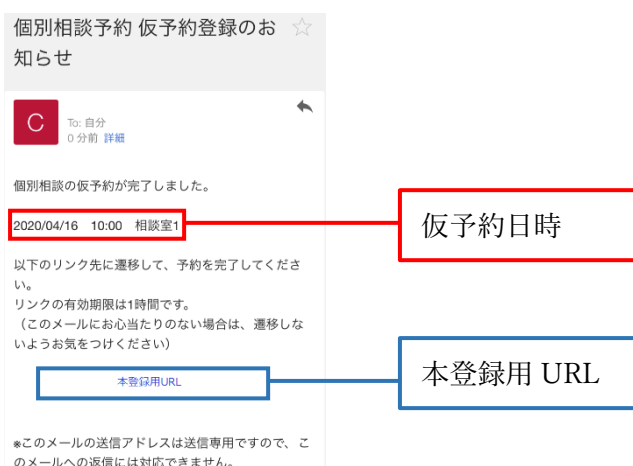 個別相談予約 仮予約登録のお
知らせ
C
To: 自分
0 分前 詳細
個別相談の仮予約が完了しました。
2020/04/16 10:00 相談室1
仮予約日時
以下のリンク先に遷移して、予約を完了してくださ
い。
リンクの有効期限は1時間です。
（このメールにお心当たりのない場合は、遷移しな
いようお気をつけください）
本登録用URL
本登録用 URL
※このメールの送信アドレスは送信専用ですので、こ
のメールへの返信には対応できません。